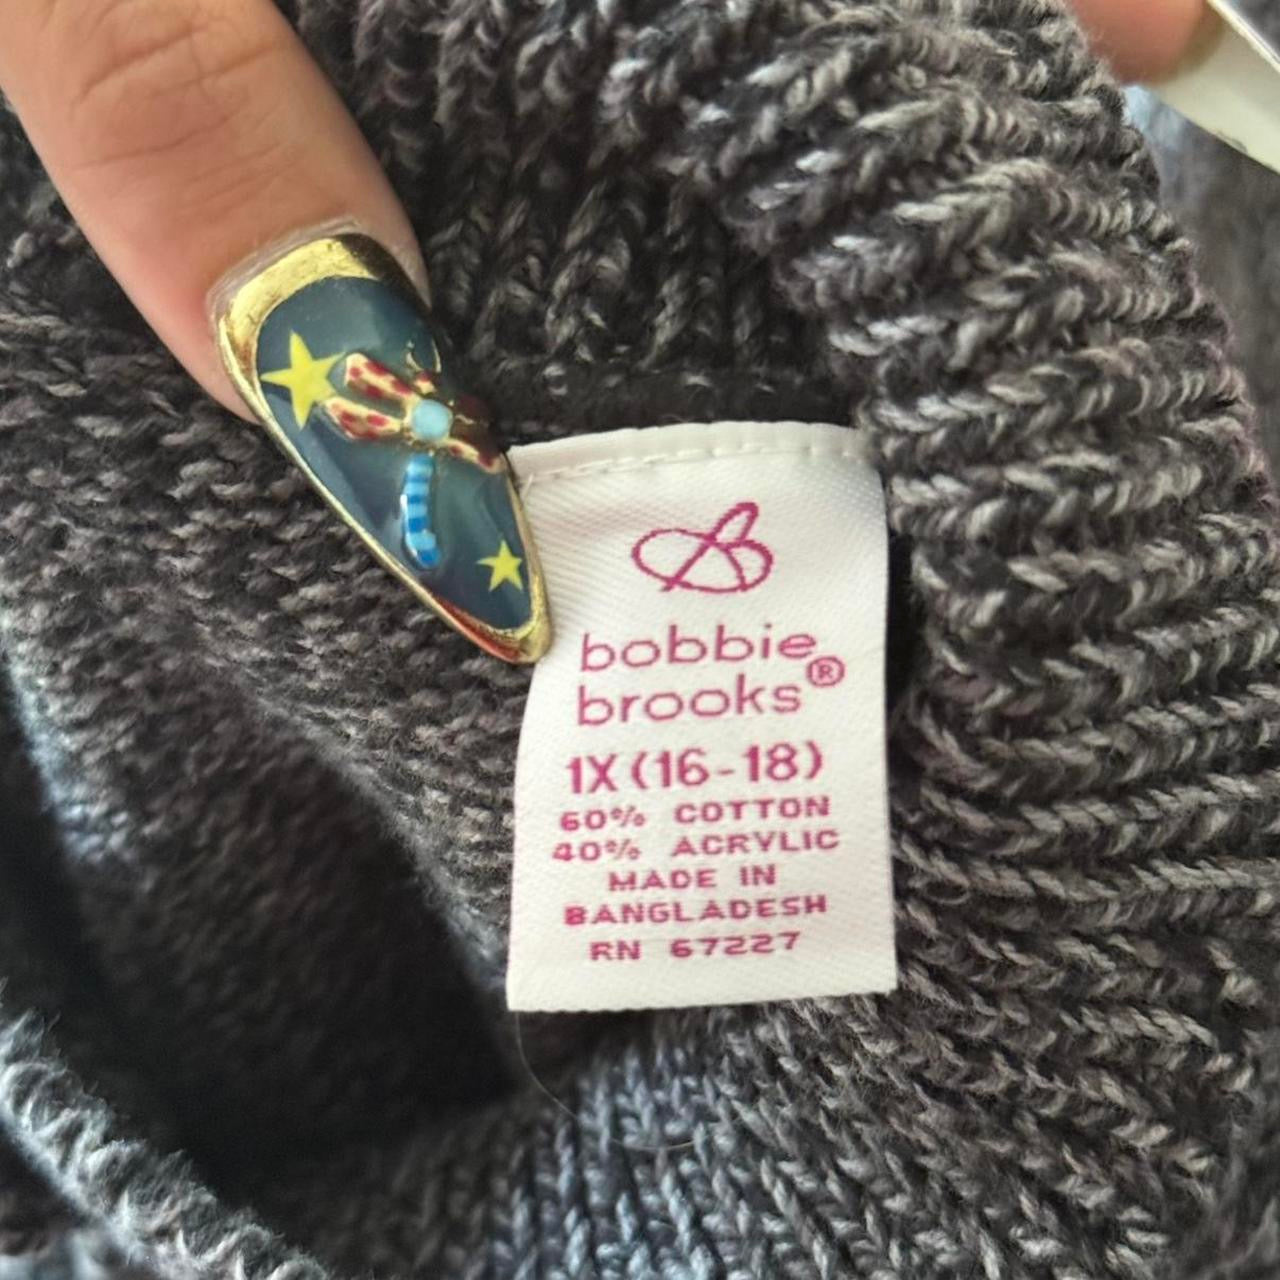 bobbie
brooks®
1X (16-18)
60% COTTON
40% ACRYLIC
MADE IN
BANGLADESH
RN 67227